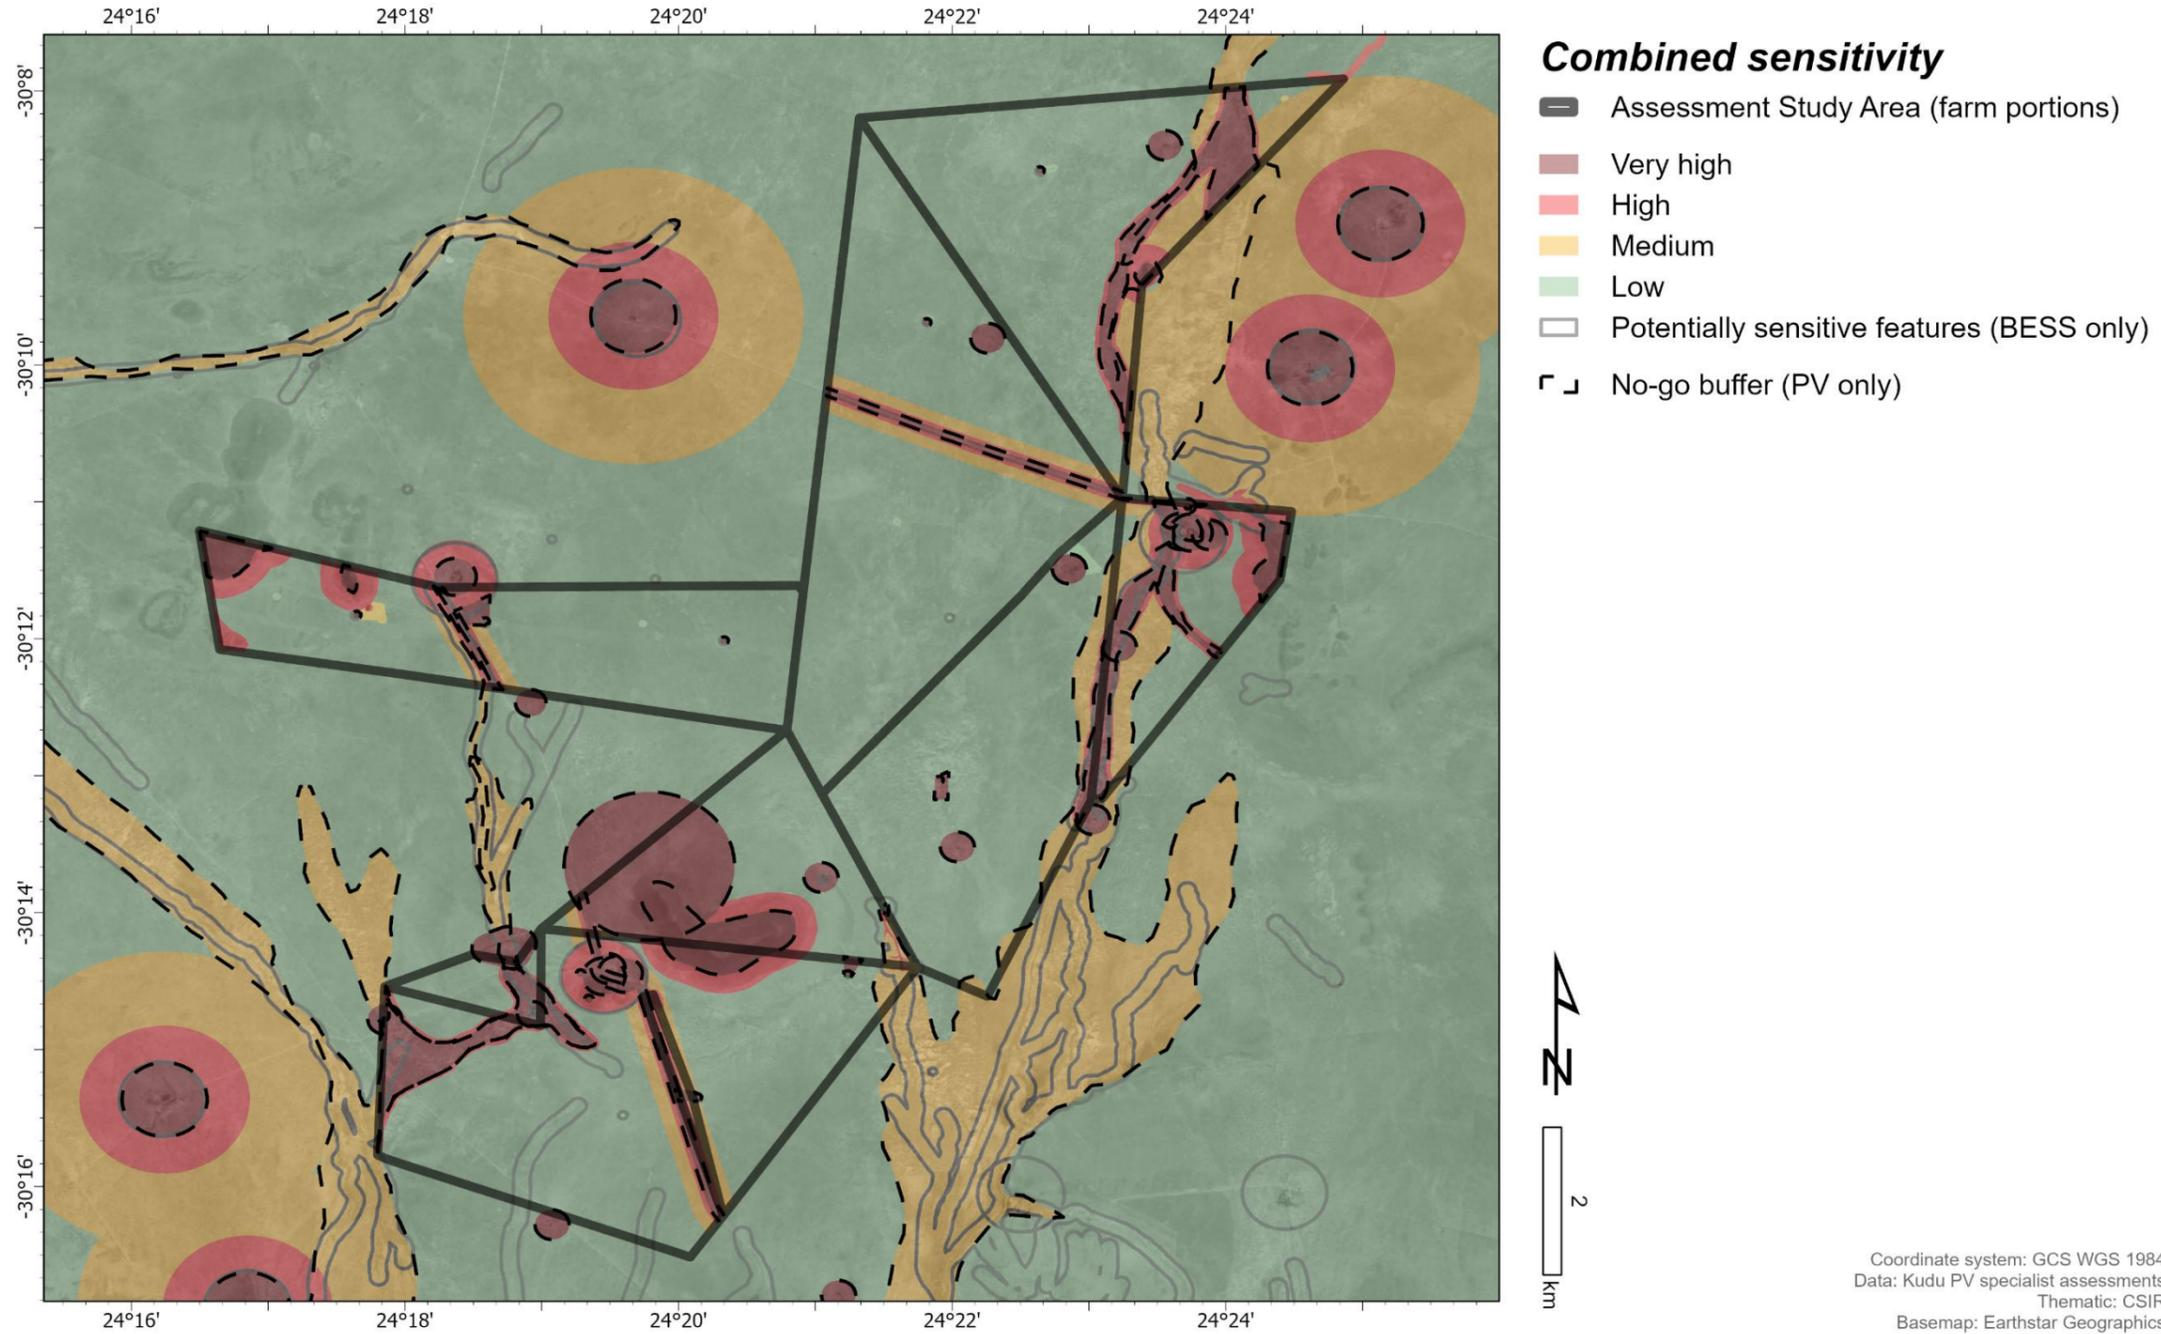 24°16'
24°18'
24°20'
24°22'
24°24'
-30°8'
-30°10'
-30°12'
-30°14'
-30°16'
24°16'
24°18'
24°20'
24°22'
24°24'
Combined sensitivity
Assessment Study Area (farm portions)
Very high
High
Medium
Low
Potentially sensitive features (BESS only)
No-go buffer (PV only)
N
2
km
Coordinate system: GCS WGS 1984
Data: Kudu PV specialist assessments
Thematic: CSIR
Basemap: Earthstar Geographics